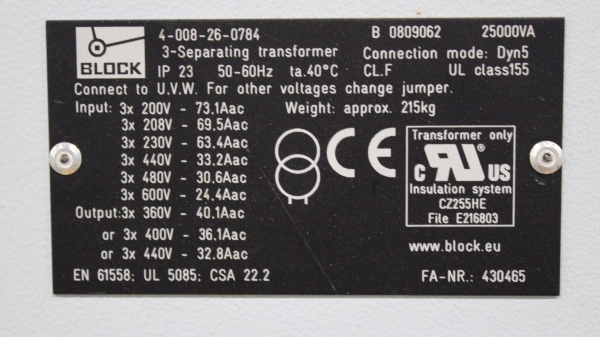 BLOCK
4-008-26-0784 B 0809062 25000VA
3-Separating transformer Connection mode: Dyn5
IP 23 50-60Hz ta.40°C CL.F UL class155
Connect to U.V.W. For other voltages change jumper.
Input: 3x 200V - 73.1Aac Weight: approx. 215kg
3x 208V - 69.5Aac
3x 230V - 63.4Aac
3x 440V - 33.2Aac
3x 480V - 30.6Aac
3x 600V - 24.4Aac
Output:3x 360V - 40.1Aac
or 3x 400V - 36.1Aac
or 3x 440V - 32.8Aac
CE
Transformer only
c RU US
Insulation system
CZ255HE
File E216803
www.block.eu
EN 61558; UL 5085; CSA 22.2 FA-NR.: 430465